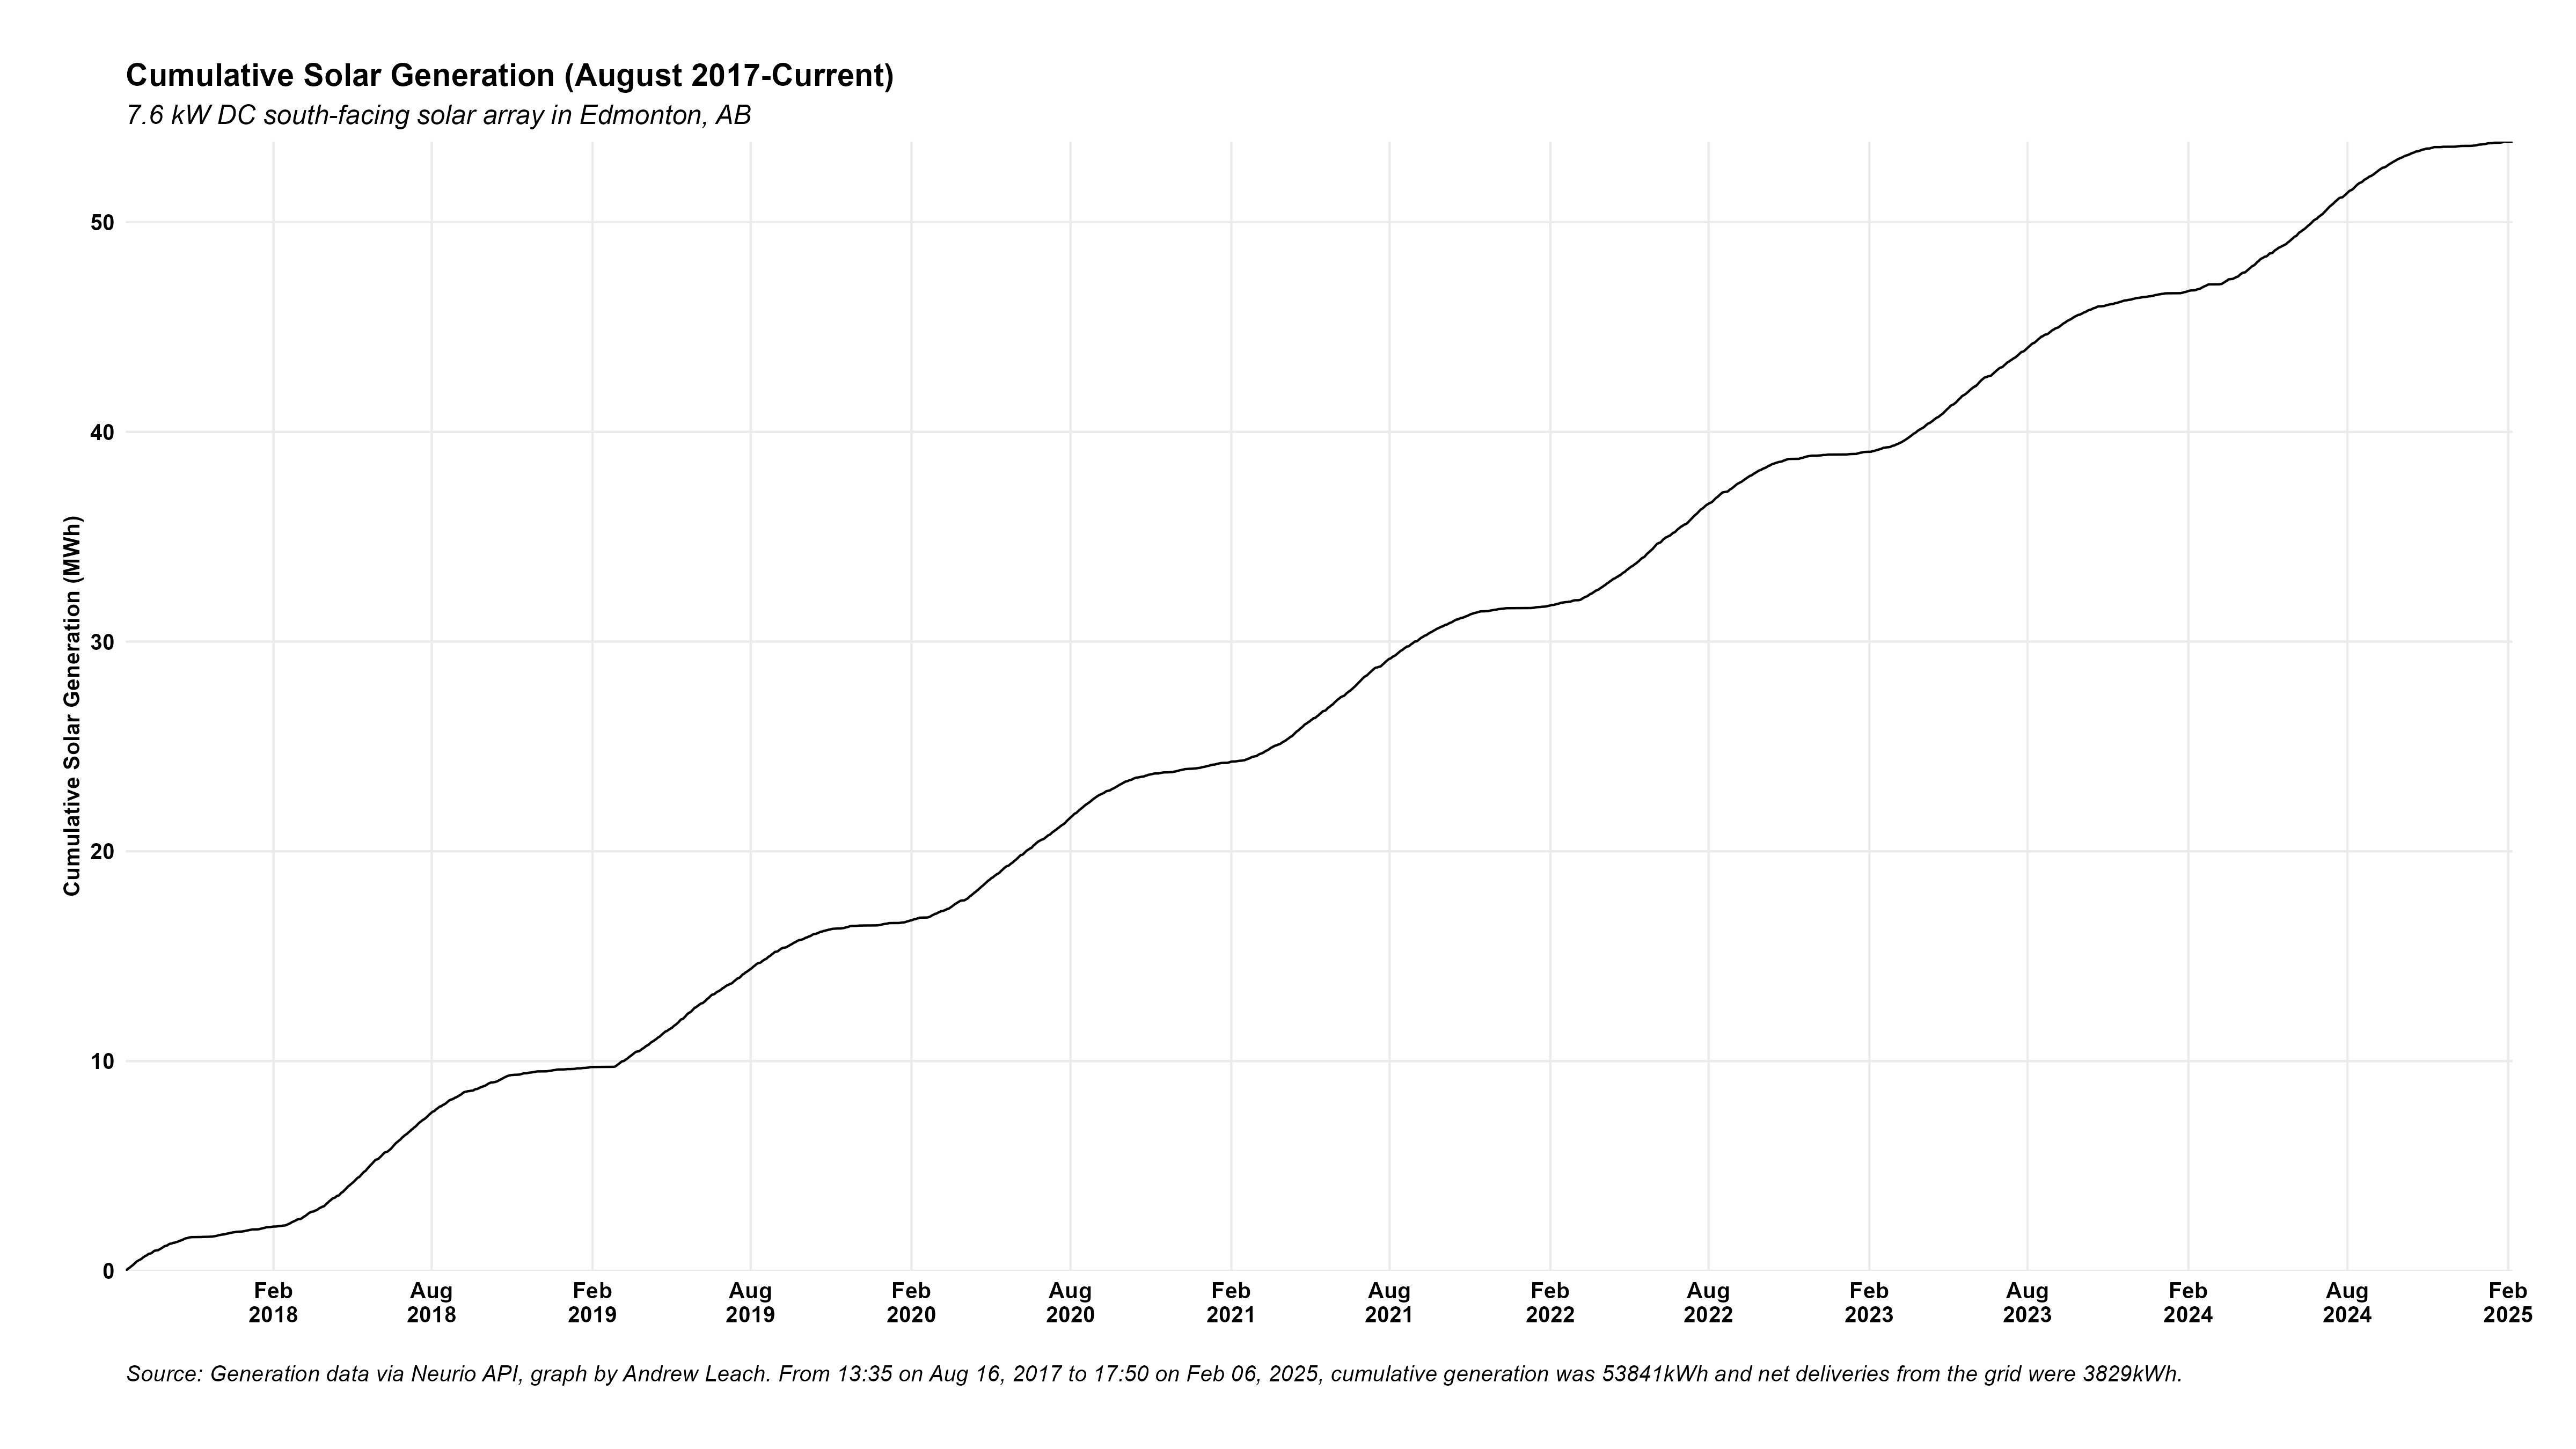 Cumulative Solar Generation (August 2017-Current)
7.6 kW DC south-facing solar array in Edmonton, AB
Cumulative Solar Generation (MWh)
50
40
30
20
10
0
Feb 2018
Aug 2018
Feb 2019
Aug 2019
Feb 2020
Aug 2020
Feb 2021
Aug 2021
Feb 2022
Aug 2022
Feb 2023
Aug 2023
Feb 2024
Aug 2024
Feb 2025
Source: Generation data via Neurio API, graph by Andrew Leach. From 13:35 on Aug 16, 2017 to 17:50 on Feb 06, 2025, cumulative generation was 53841kWh and net deliveries from the grid were 3829kWh.